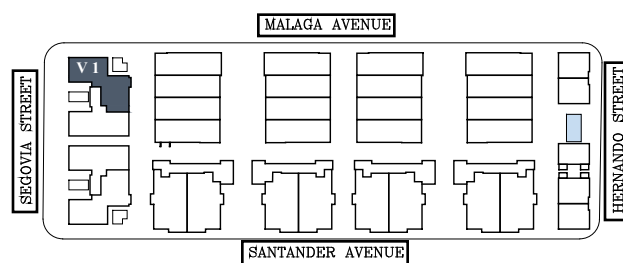 MALAGA AVENUE
V 1
SEGOVIA STREET
HERNANDO STREET
SANTANDER AVENUE